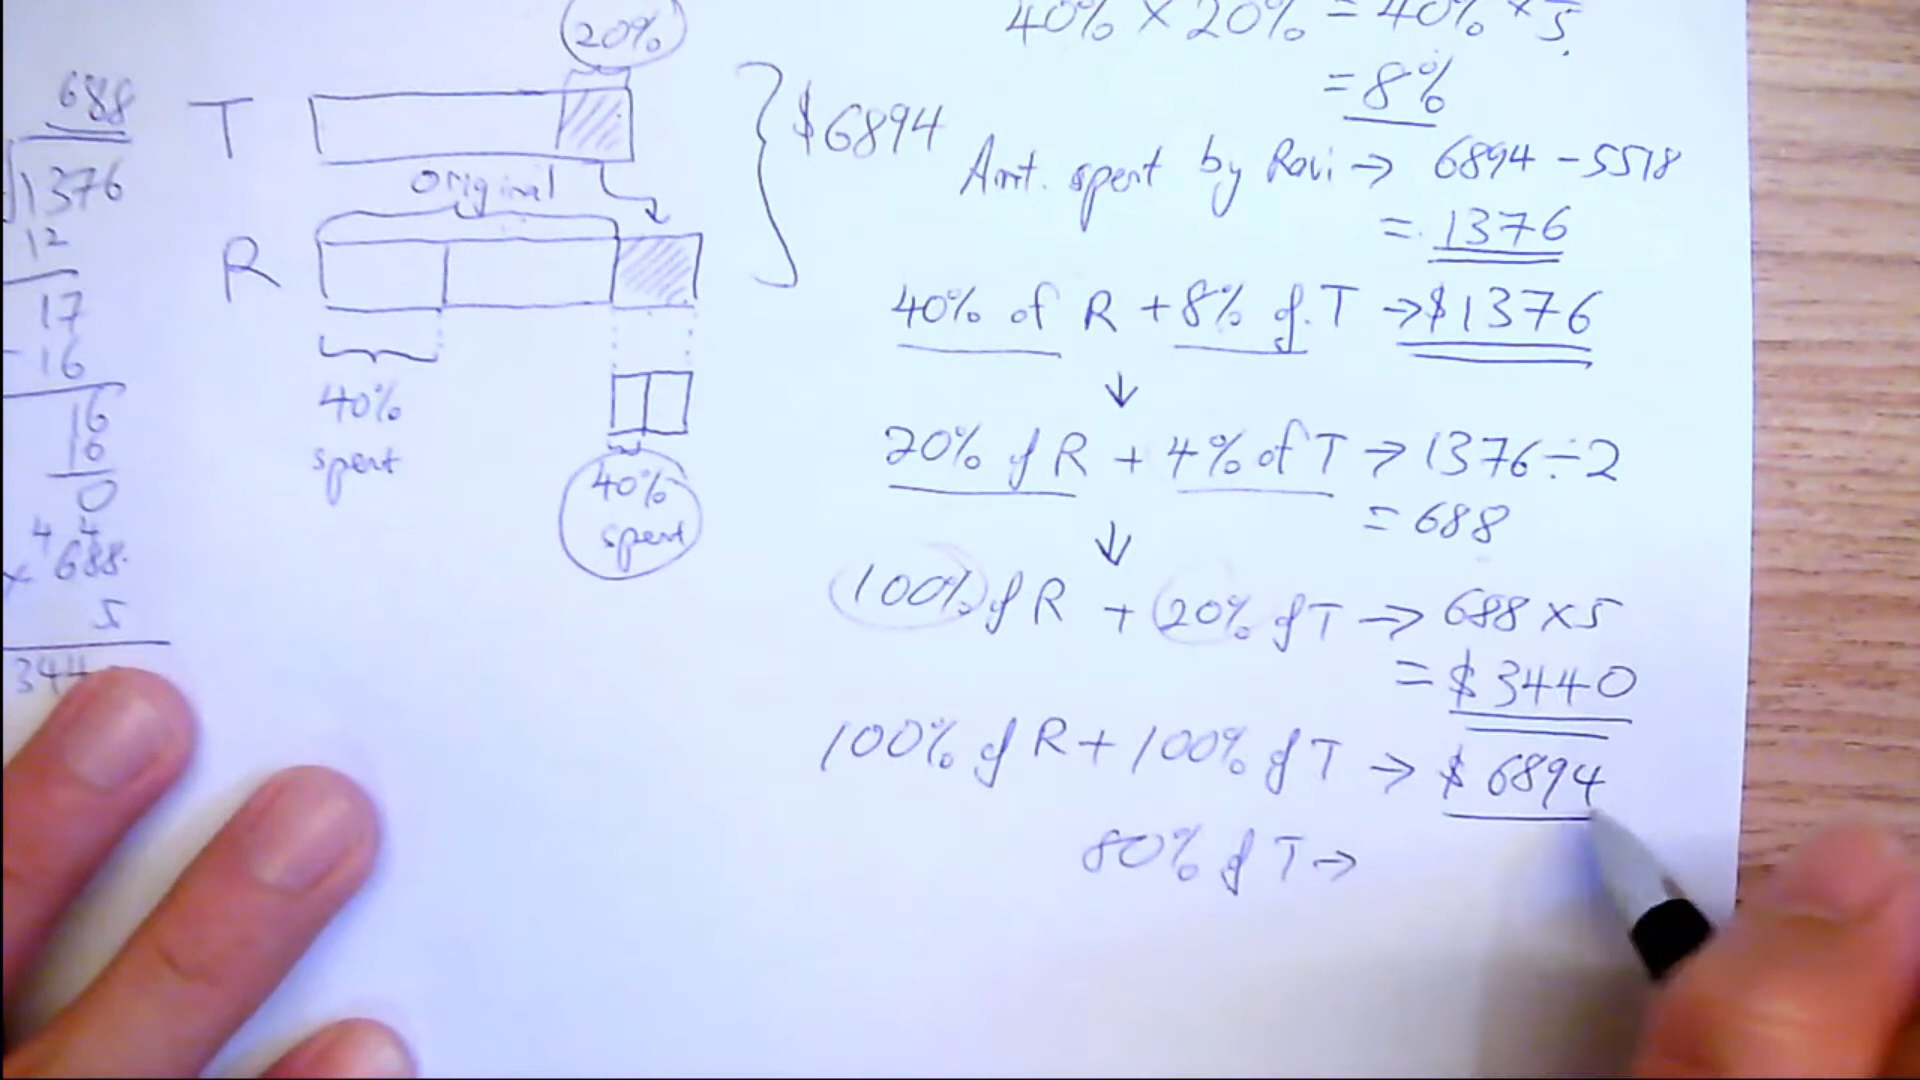 688
1376
12
17
- 16
16
16
0
4 4
× 688
5
20%
T
$6894
original
R
40%
spent
40%
spent
40% × 20% = 40% ×
5
= 8%
Amt. spent by Ravi → 6894 - 5518
= 1376
40% of R + 8% of T → $1376
↓
20% of R + 4% of T → 1376 ÷ 2
= 688
↓
100% of R + 20% of T → 688 × 5
= $3440
100% of R + 100% of T → $6894
80% of T →